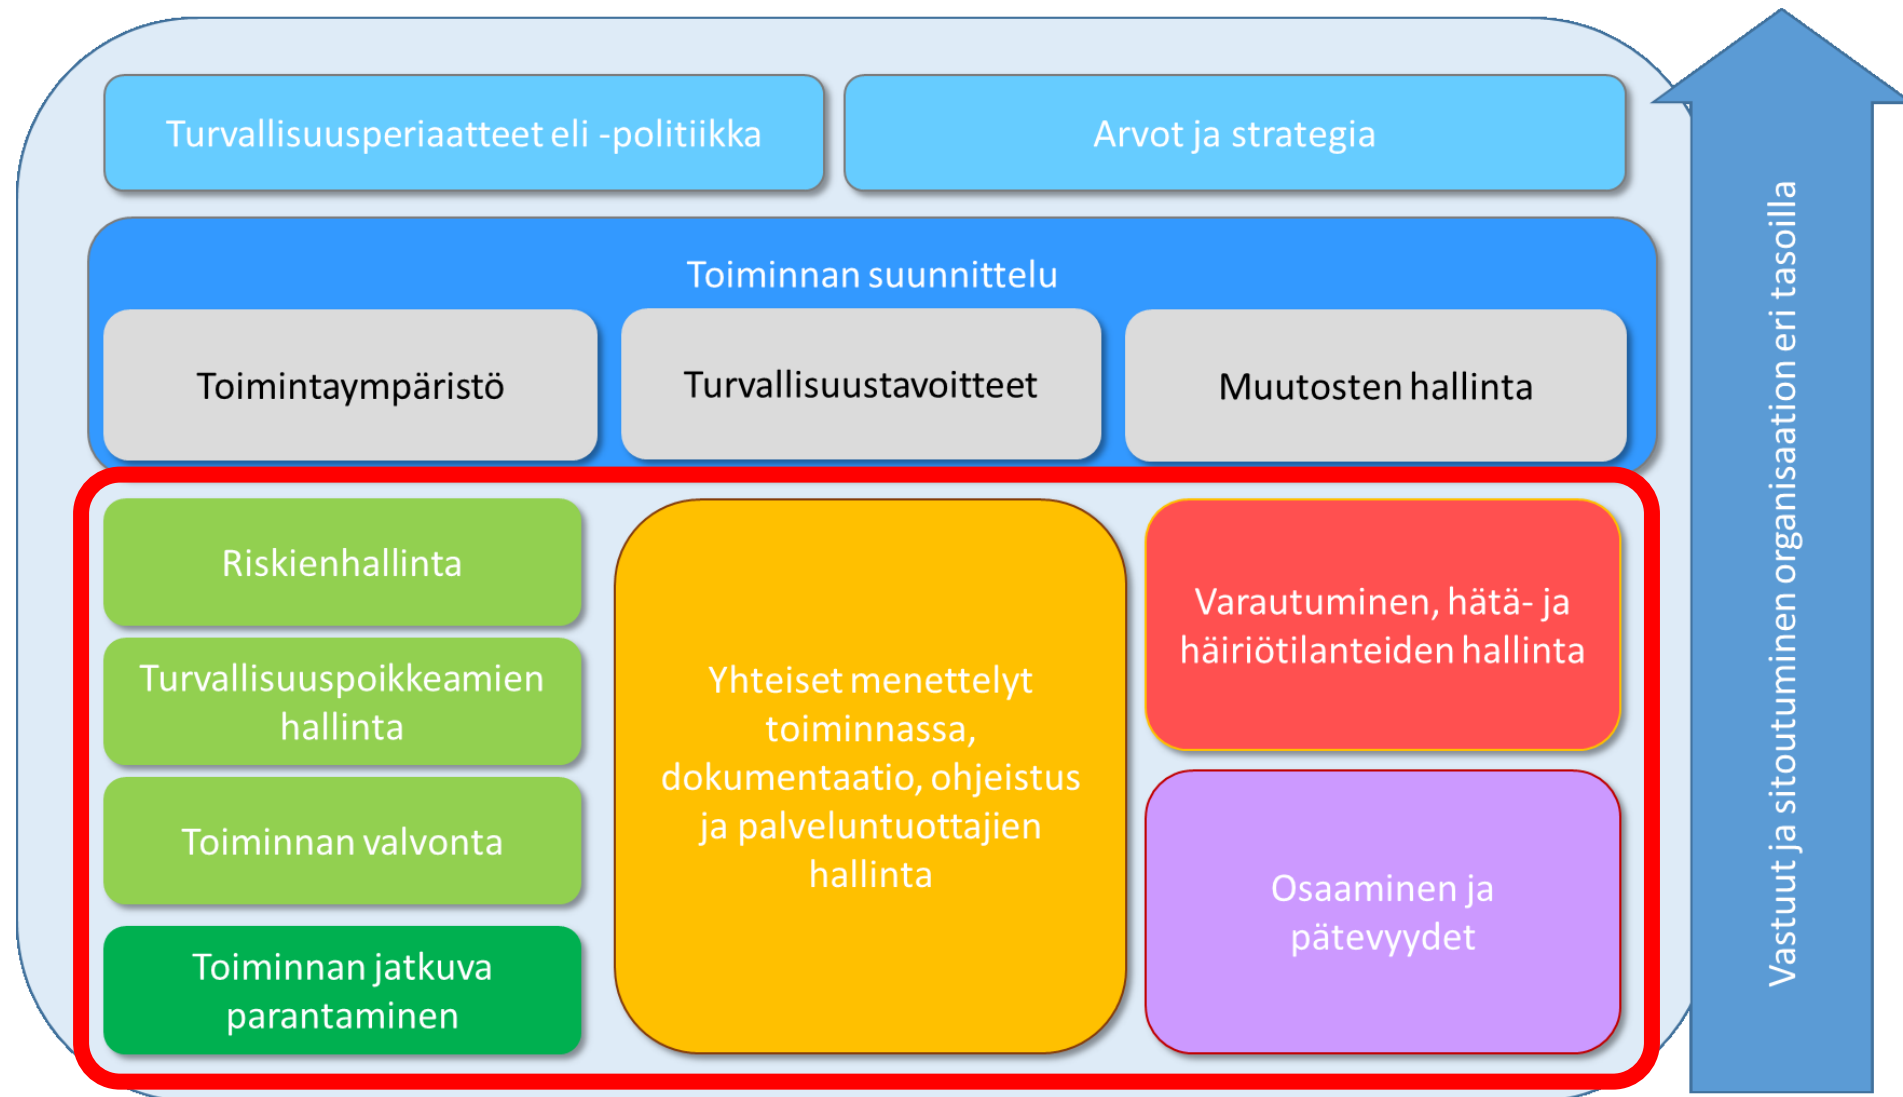 Turvallisuusperiaatteet eli -politiikka
Arvot ja strategia
Toiminnan suunnittelu
Toimintaympäristö
Turvallisuustavoitteet
Muutosten hallinta
Riskienhallinta
Turvallisuuspoikkeamien
hallinta
Toiminnan valvonta
Toiminnan jatkuva
parantaminen
Yhteiset menettelyt
toiminnassa,
dokumentaatio, ohjeistus
ja palveluntuottajien
hallinta
Varautuminen, hätä- ja
häiriötilanteiden hallinta
Osaaminen ja
pätevyydet
Vastuut ja sitoutuminen organisaation eri tasoilla